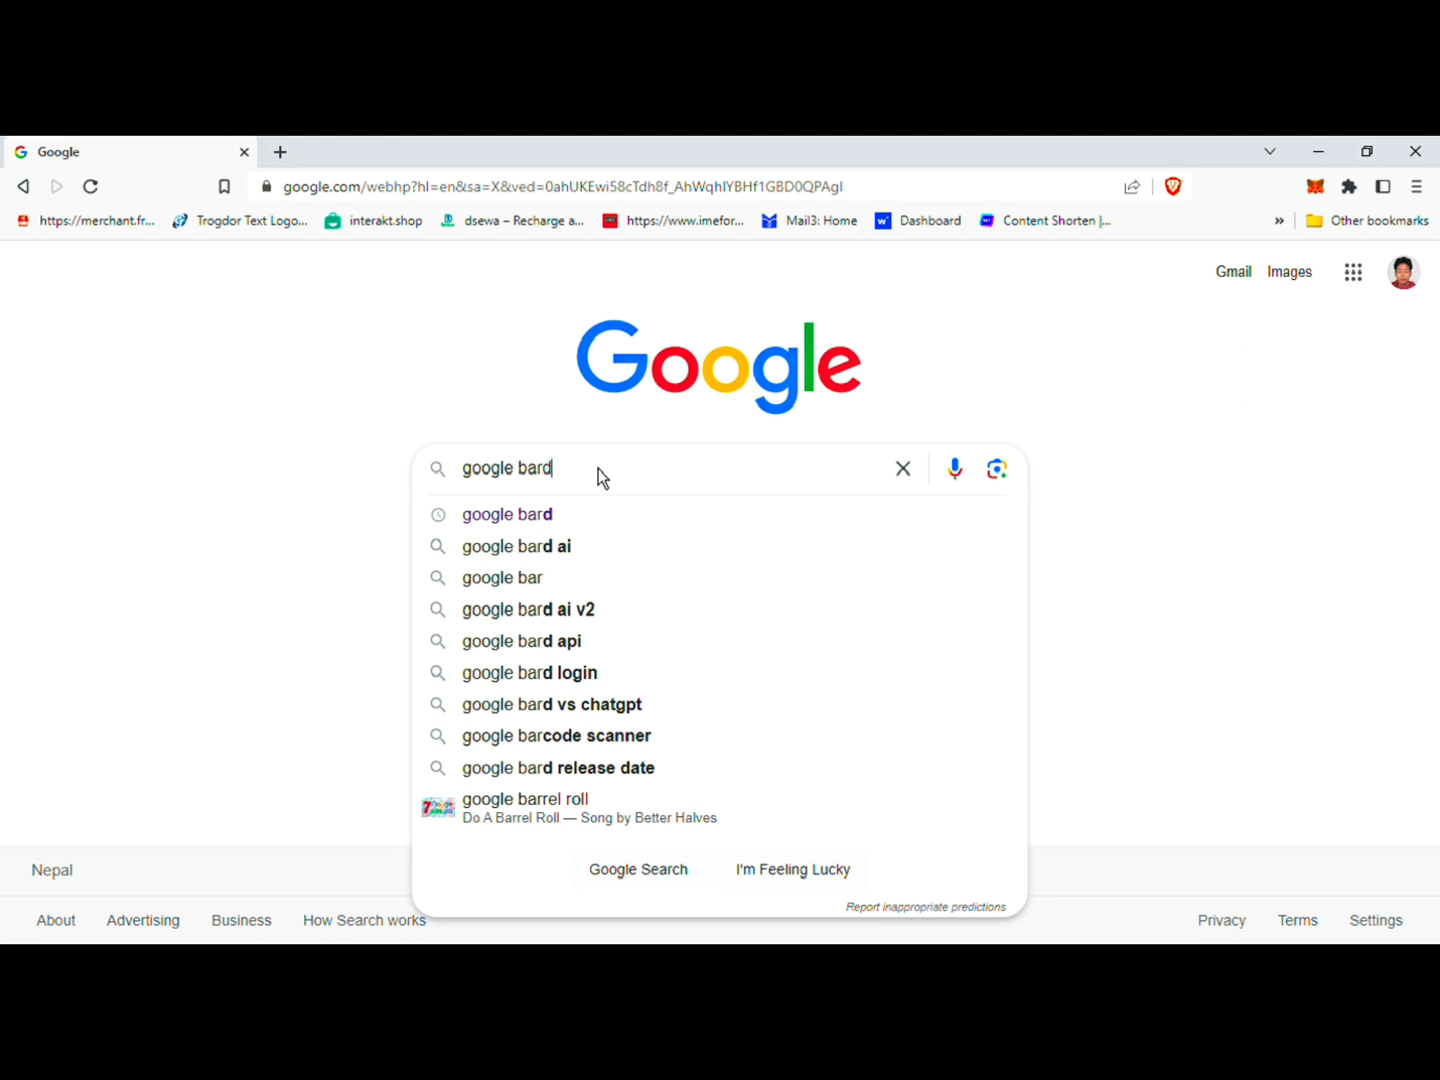 Google
google.com/webhp?hl=en&sa=X&ved=0ahUKEwi58cTdh8f_AhWqhIYBHf1GBD0QPAgI
https://merchant.fr... Trogdor Text Logo... interakt.shop dsewa – Recharge a... https://www.imefor... Mail3: Home Dashboard Content Shorten |... » Other bookmarks
Gmail Images
Google
google bard
google bard
google bard ai
google bar
google bard ai v2
google bard api
google bard login
google bard vs chatgpt
google barcode scanner
google bard release date
google barrel roll
Do A Barrel Roll — Song by Better Halves
Google Search I'm Feeling Lucky
Nepal
Report inappropriate predictions
About Advertising Business How Search works Privacy Terms Settings